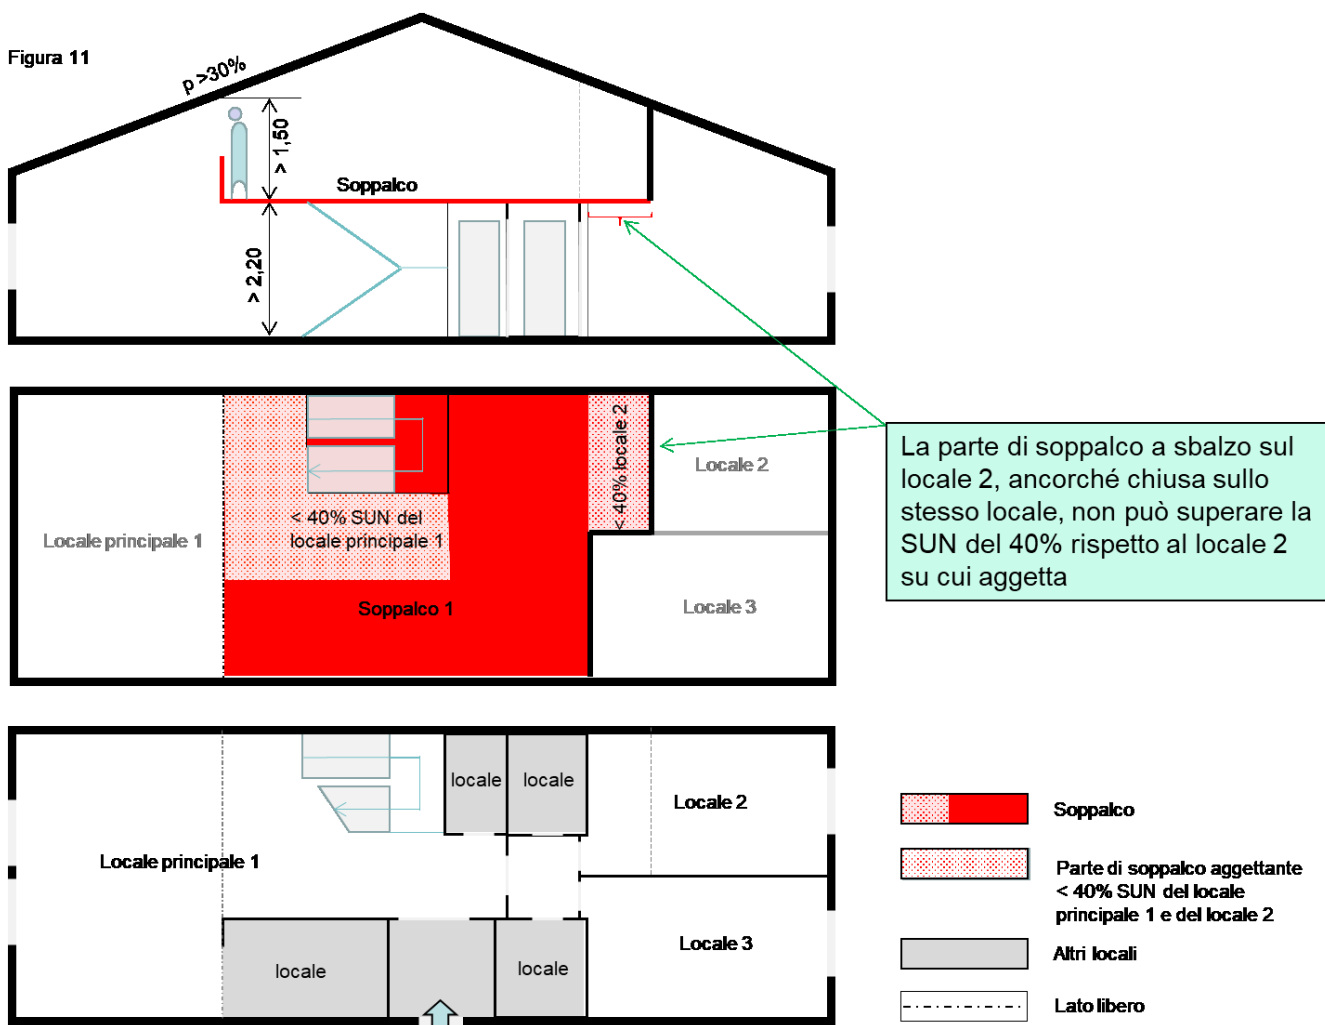 Figura 11
p >30%
> 1,50
Soppalco
> 2,20
Locale principale 1
< 40% SUN del
locale principale 1
Soppalco 1
< 40% locale 2
Locale 2
Locale 3
La parte di soppalco a sbalzo sul
locale 2, ancorché chiusa sullo
stesso locale, non può superare la
SUN del 40% rispetto al locale 2
su cui aggetta
locale
locale
Locale 2
Locale principale 1
Locale 3
locale
locale
Soppalco
Parte di soppalco aggettante
< 40% SUN del locale
principale 1 e del locale 2
Altri locali
Lato libero